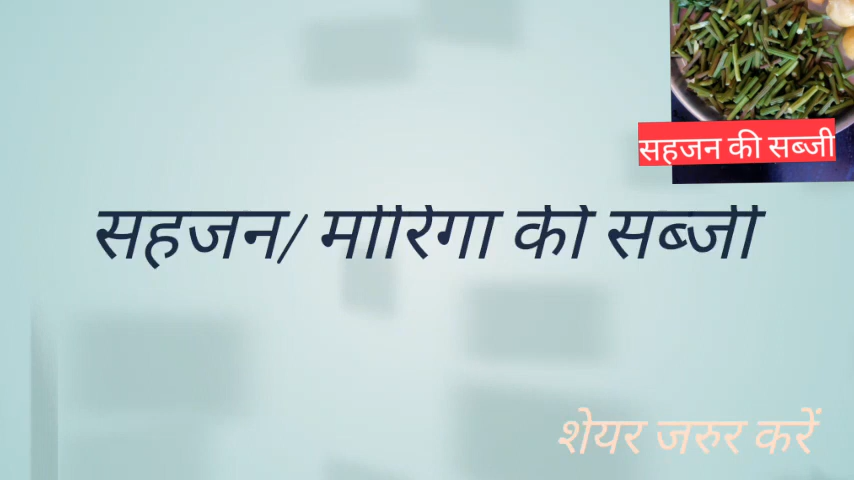 सहजन की सब्जी
सहजन/ मोरिंगा की सब्जी
शेयर जरुर करें